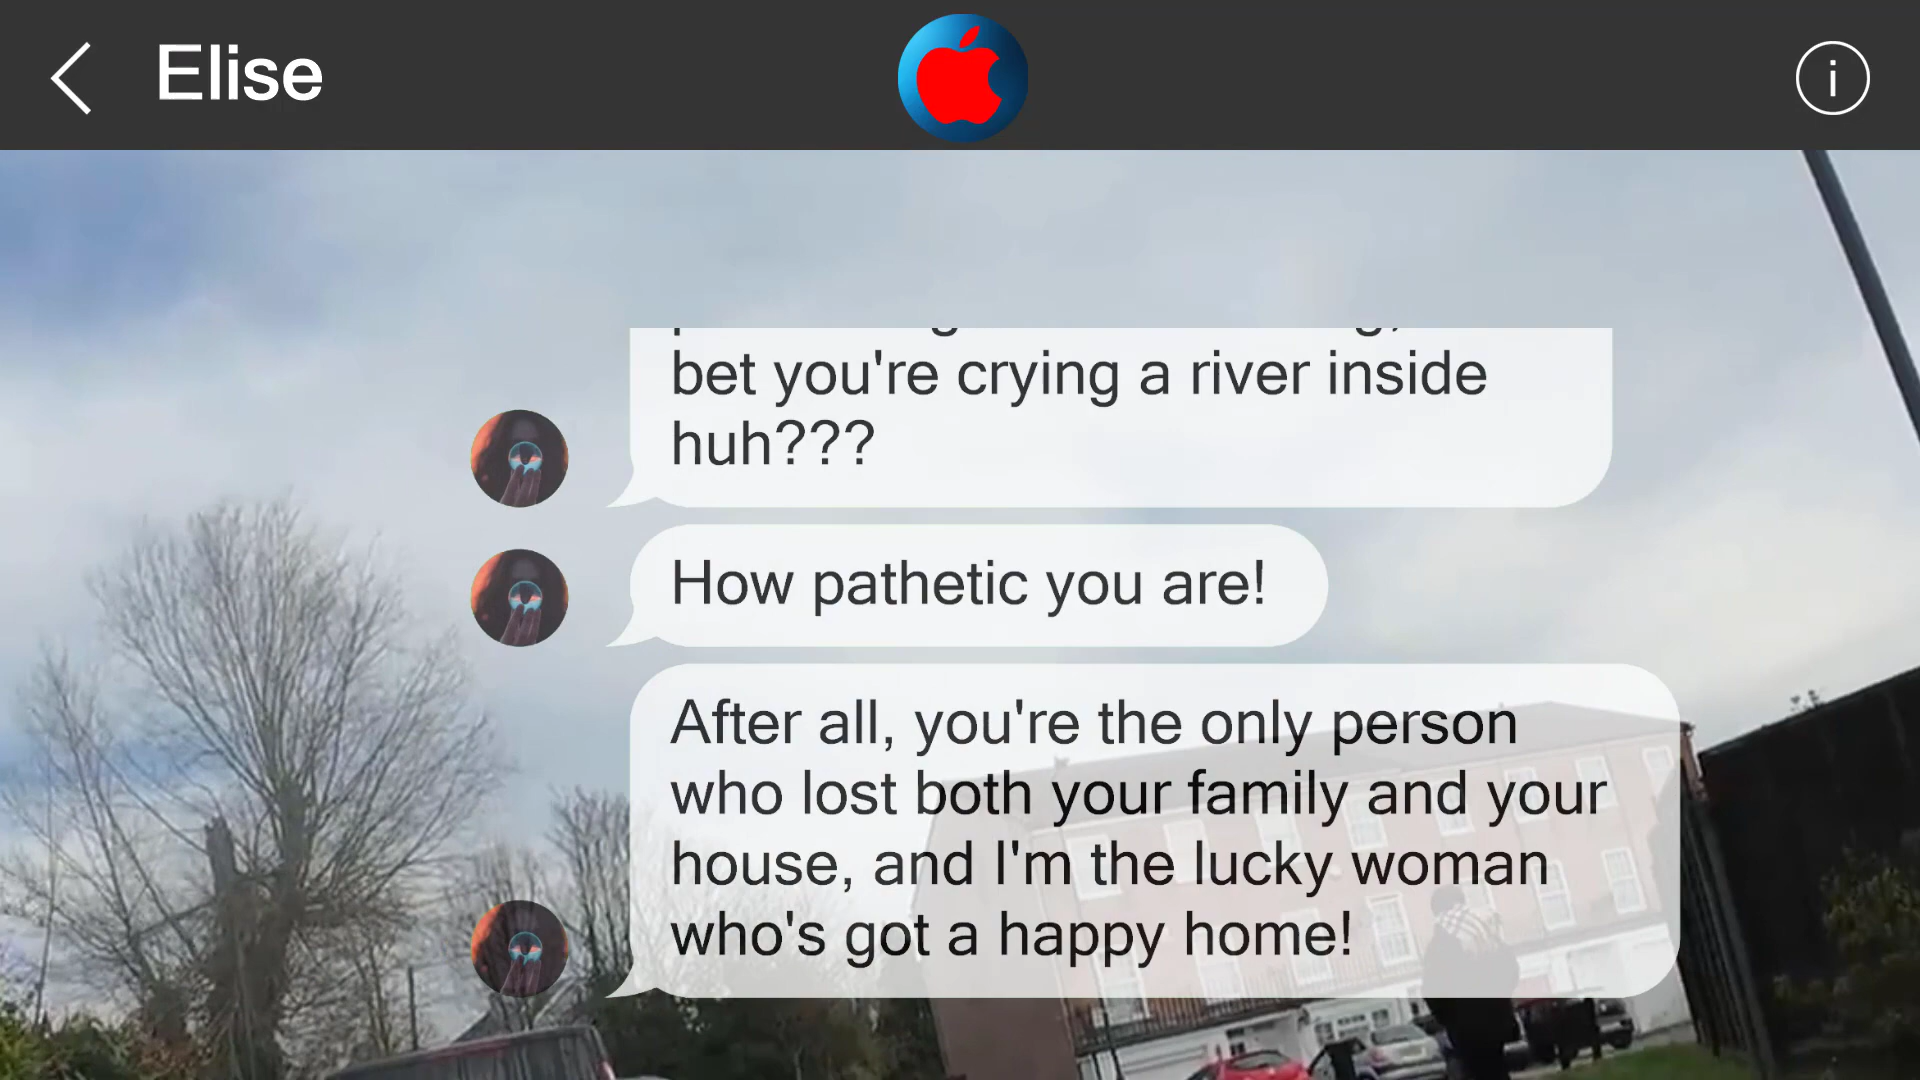 Elise
i
bet you're crying a river inside
huh???
How pathetic you are!
After all, you're the only person
who lost both your family and your
house, and I'm the lucky woman
who's got a happy home!